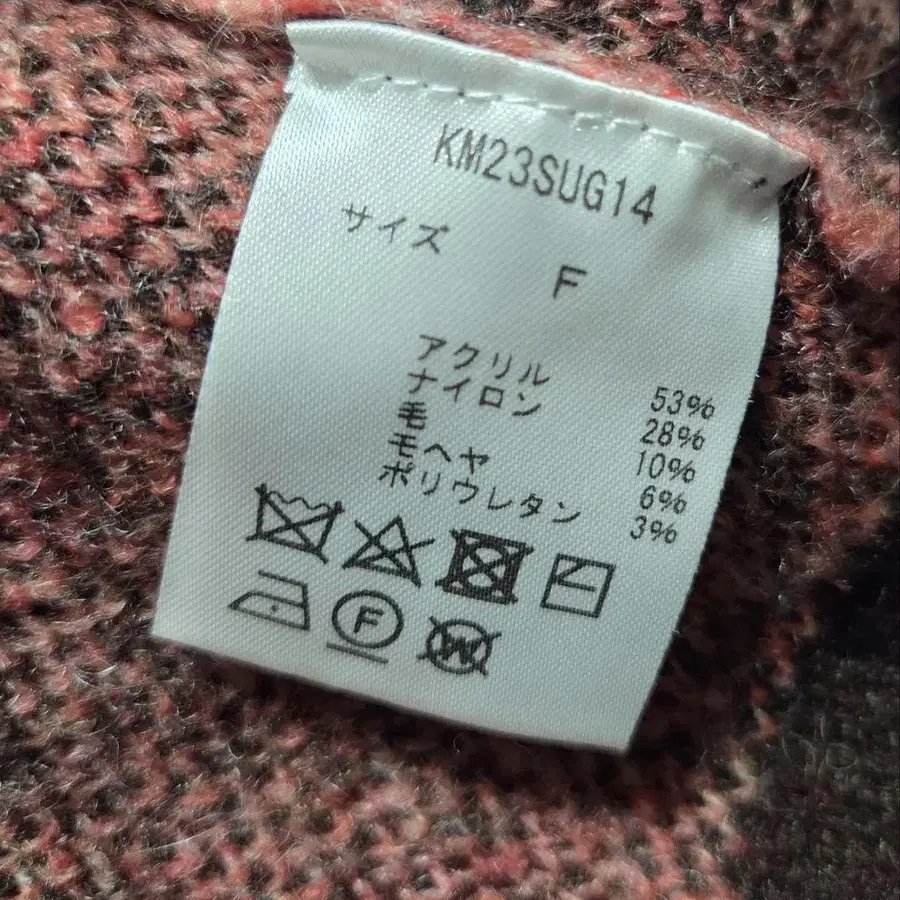 KM23SUG14
サイズ
F
アクリル 53%
ナイロン 28%
毛 10%
モヘヤ 6%
ポリウレタン 3%
F
W